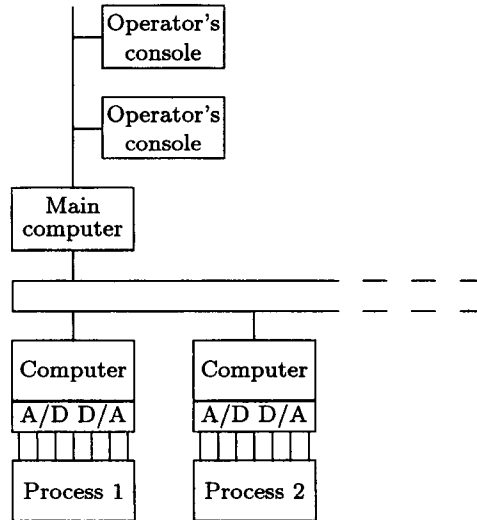 Operator's
console
Operator's
console
Main
computer
Computer
Computer
A/D D/A
A/D D/A
Process 1
Process 2